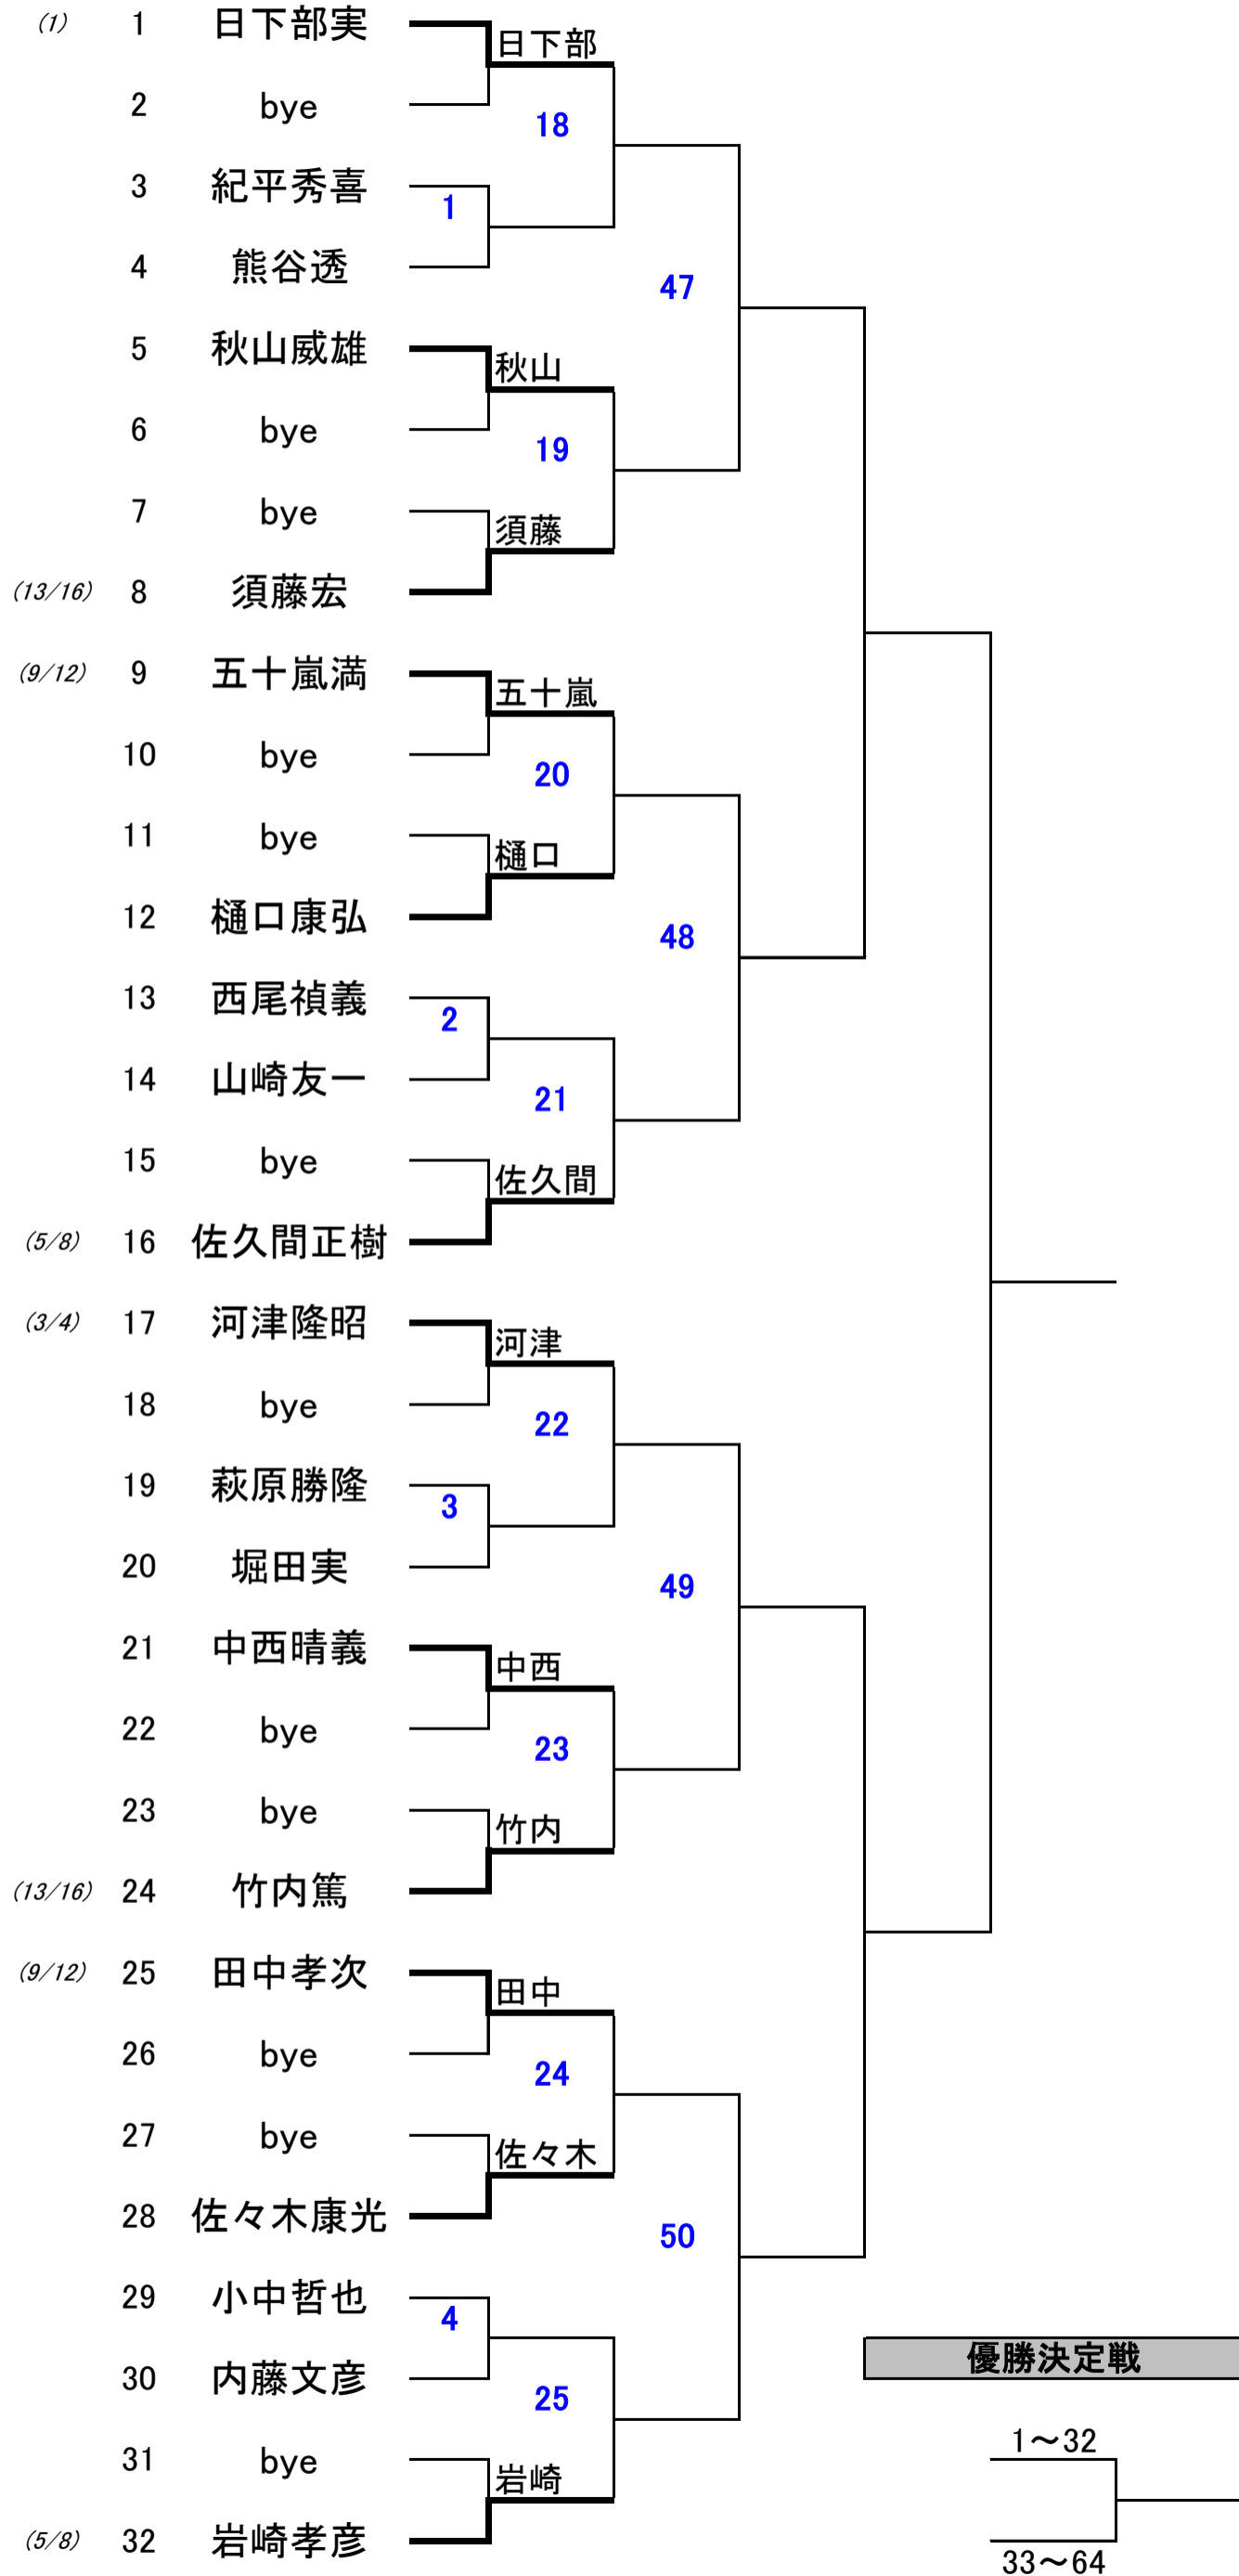 (1) 1 日下部実
日下部
2 bye
18
3 紀平秀喜
1
4 熊谷透
47
5 秋山威雄
秋山
6 bye
19
7 bye
須藤
(13/16) 8 須藤宏
(9/12) 9 五十嵐満
五十嵐
10 bye
20
11 bye
樋口
12 樋口康弘
48
13 西尾禎義
2
14 山崎友一
21
15 bye
佐久間
(5/8) 16 佐久間正樹
(3/4) 17 河津隆昭
河津
18 bye
22
19 萩原勝隆
3
20 堀田実
49
21 中西晴義
中西
22 bye
23
23 bye
竹内
(13/16) 24 竹内篤
(9/12) 25 田中孝次
田中
26 bye
24
27 bye
佐々木
28 佐々木康光
50
29 小中哲也
4
優勝決定戦
30 内藤文彦
25
1～32
31 bye
岩崎
(5/8) 32 岩崎孝彦
33～64